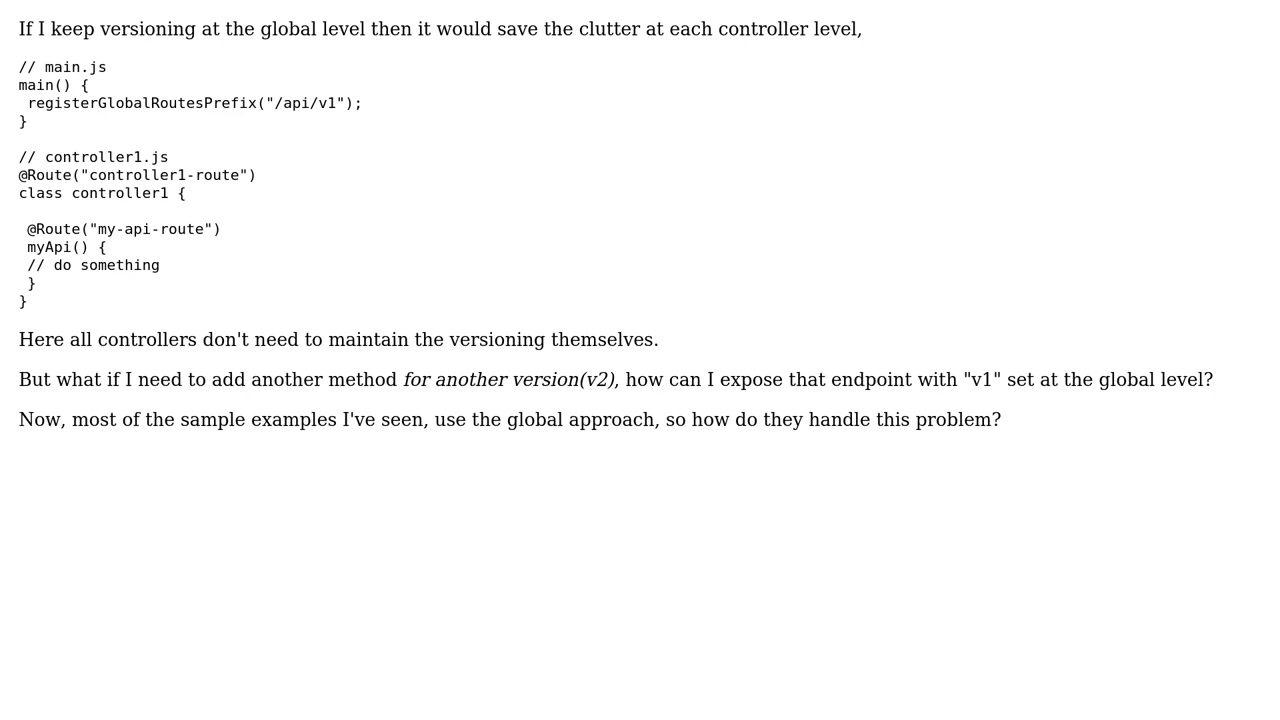 If I keep versioning at the global level then it would save the clutter at each controller level,
// main.js
main() {
 registerGlobalRoutesPrefix("/api/v1");
}
// controller1.js
@Route("controller1-route")
class controller1 {
 @Route("my-api-route")
 myApi() {
 // do something
 }
}
Here all controllers don't need to maintain the versioning themselves.
But what if I need to add another method for another version(v2), how can I expose that endpoint with "v1" set at the global level?
Now, most of the sample examples I've seen, use the global approach, so how do they handle this problem?